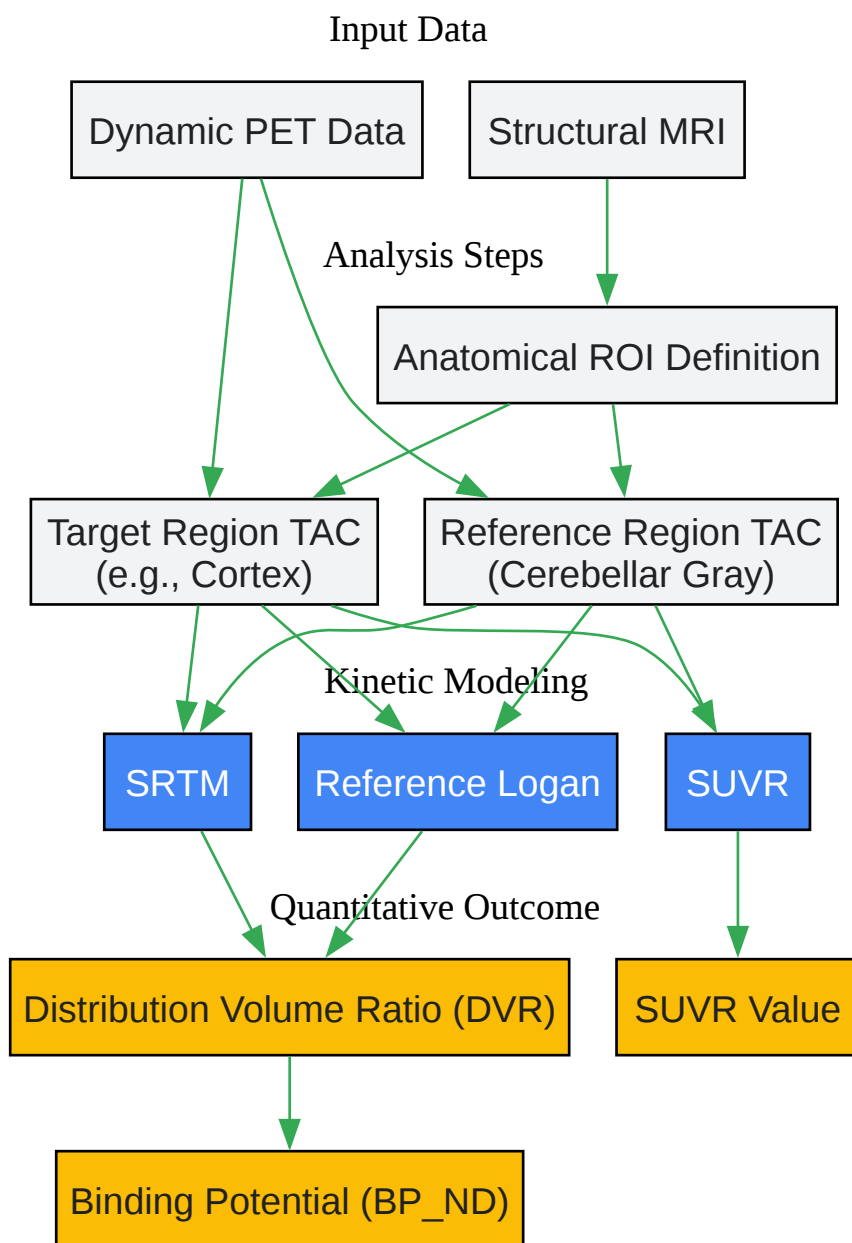 Input Data
Dynamic PET Data
Structural MRI
Analysis Steps
Anatomical ROI Definition
Target Region TAC
(e.g., Cortex)
Reference Region TAC
(Cerebellar Gray)
Kinetic Modeling
SRTM
Reference Logan
SUVR
Quantitative Outcome
Distribution Volume Ratio (DVR)
SUVR Value
Binding Potential (BP_ND)